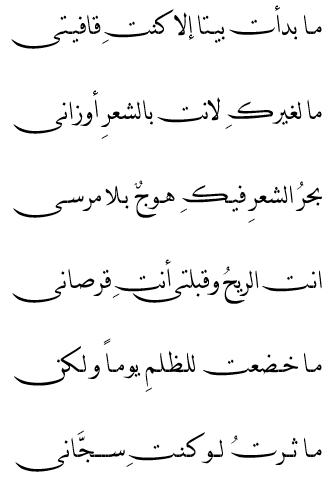 ما بدأت بيتا إلا كنتِ قافيتي
ما لغيركِ لانت بالشعرِ أوزاني
بحرُ الشعرِ فيكِ هوجٌ بلا مرسى
انت الريحُ وقبلتي أنتِ قرصاني
ما خضعت للظلمِ يوماً ولكن
ما ثرتُ لو كنتِ سجَّاني